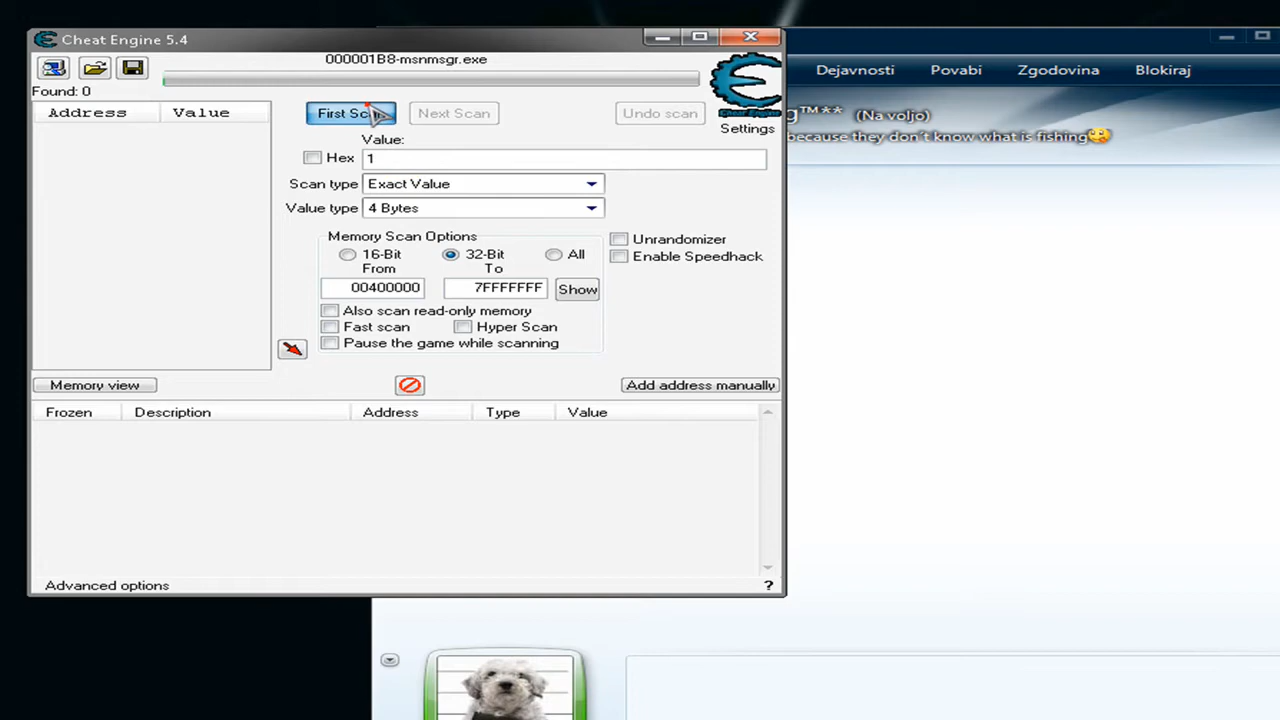 Cheat Engine 5.4
000001B8-msnmsgr.exe
Found: 0
Address Value
First Sca Next Scan Undo scan
Settings
Value:
Hex 1
Scan type Exact Value
Value type 4 Bytes
Memory Scan Options
16-Bit 32-Bit All
From To
00400000 7FFFFFFF Show
Also scan read-only memory
Fast scan Hyper Scan
Pause the game while scanning
Unrandomizer
Enable Speedhack
Memory view Add address manually
Frozen Description Address Type Value
Advanced options ?
Dejavnosti Povabi Zgodovina Blokiraj
g™** (Na voljo)
because they don´t know what is fishing